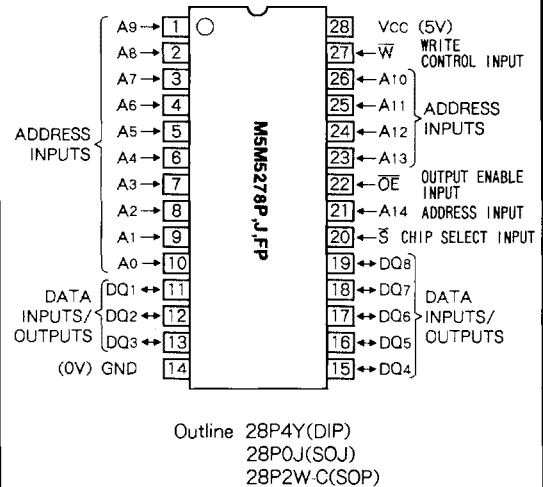 A9 1 28 Vcc (5V)
A8 2 27 W̅ WRITE CONTROL INPUT
A7 3 26 A10
A6 4 25 A11
A5 5 24 A12
A4 6 23 A13
A3 7 22 O̅E̅ OUTPUT ENABLE INPUT
A2 8 21 A14 ADDRESS INPUT
A1 9 20 S̅ CHIP SELECT INPUT
A0 10 19 DQ8
DQ1 11 18 DQ7
DQ2 12 17 DQ6
DQ3 13 16 DQ5
(0V) GND 14 15 DQ4
ADDRESS
INPUTS
DATA
INPUTS/
OUTPUTS
M5M5278P,J,FP
ADDRESS
INPUTS
DATA
INPUTS/
OUTPUTS
Outline 28P4Y(DIP)
28P0J(SOJ)
28P2W-C(SOP)